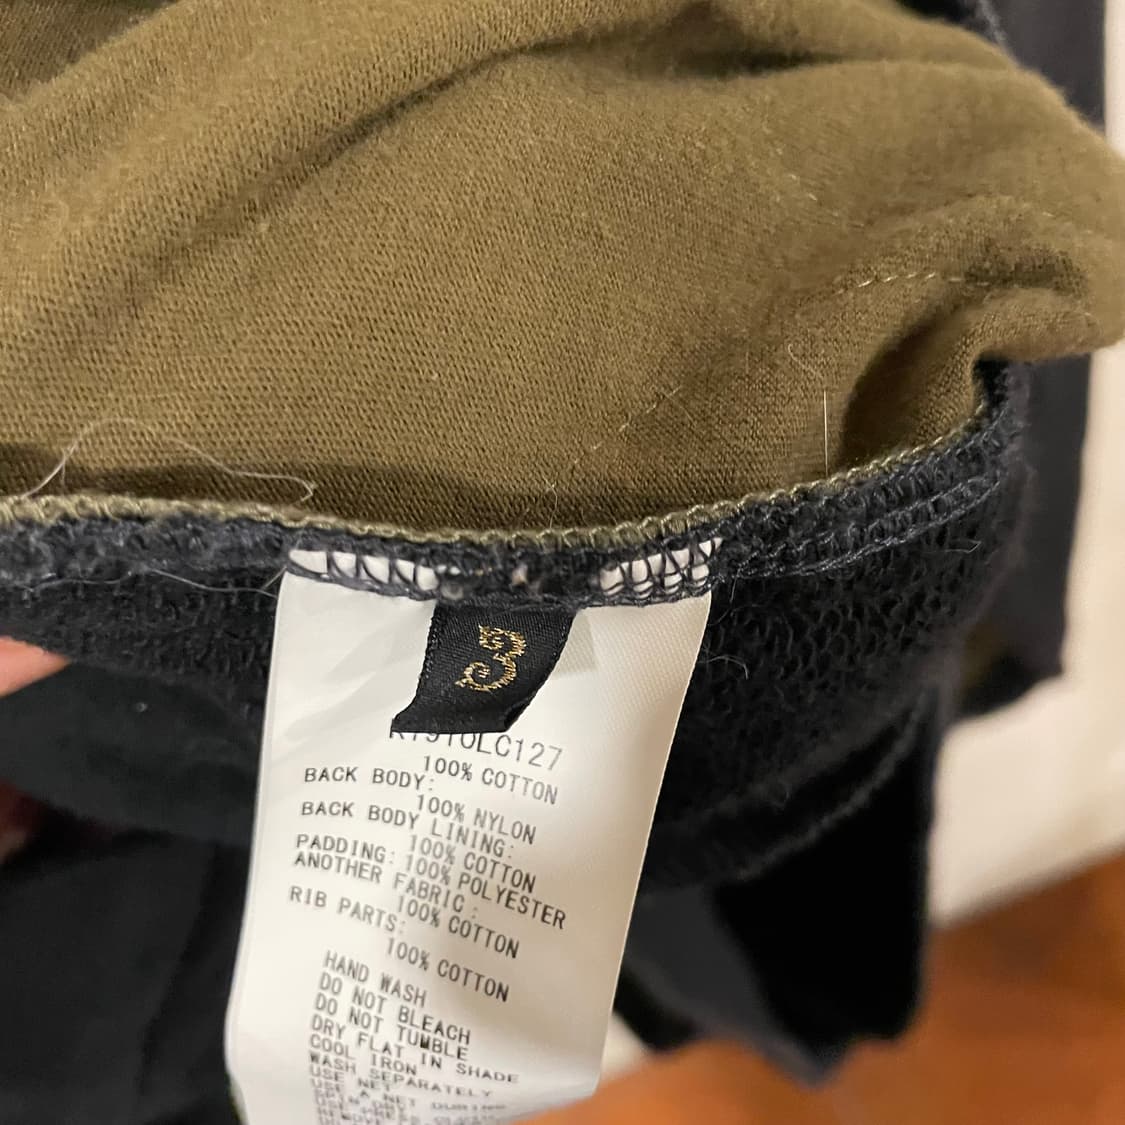 3
100% COTTON
BACK BODY:
100% NYLON
BACK BODY LINING:
100% COTTON
PADDING: 100% POLYESTER
ANOTHER FABRIC:
100% COTTON
RIB PARTS:
100% COTTON
HAND WASH
DO NOT BLEACH
DO NOT TUMBLE
DRY FLAT IN SHADE
COOL IRON
WASH SEPARATELY
USE NET